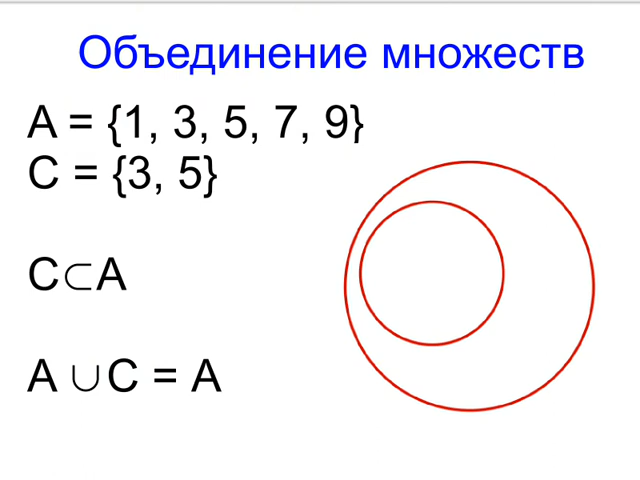 Объединение множеств
A = {1, 3, 5, 7, 9}
C = {3, 5}
C⊂A
A ∪C = A